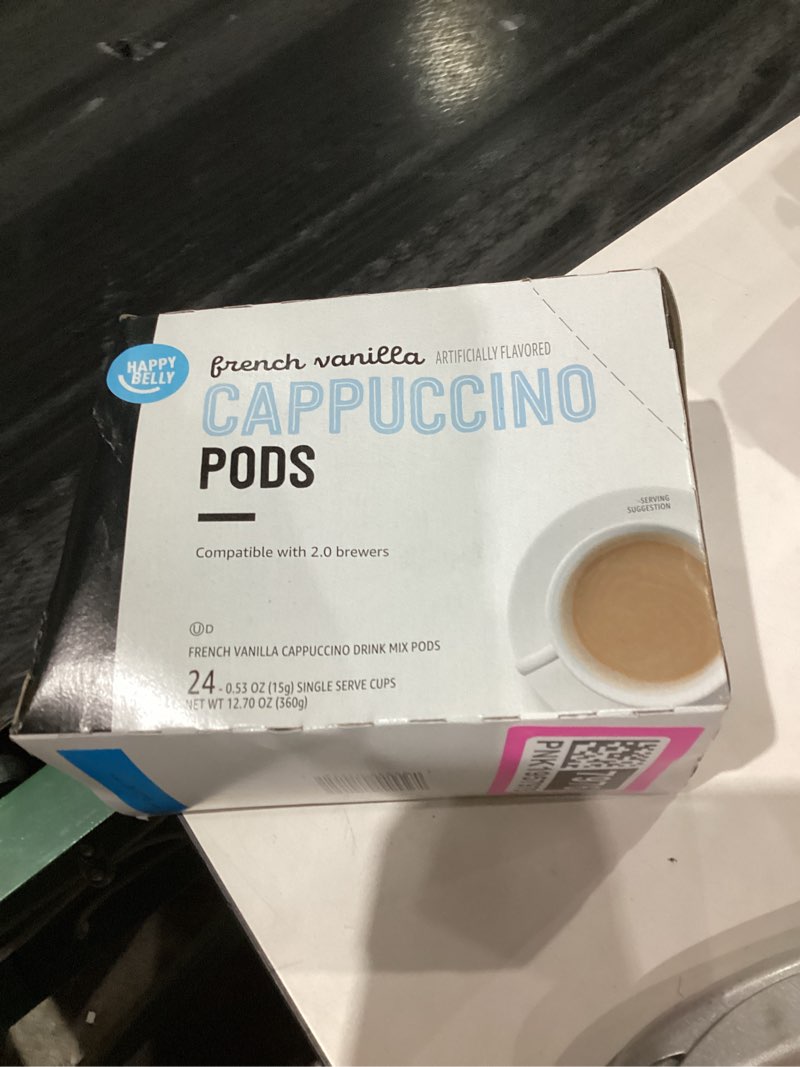 HAPPY
BELLY
french vanilla ARTIFICIALLY FLAVORED
CAPPUCCINO
PODS
SERVING
SUGGESTION
Compatible with 2.0 brewers
U D
FRENCH VANILLA CAPPUCCINO DRINK MIX PODS
24 - 0.53 OZ (15g) SINGLE SERVE CUPS
NET WT 12.70 OZ (360g)